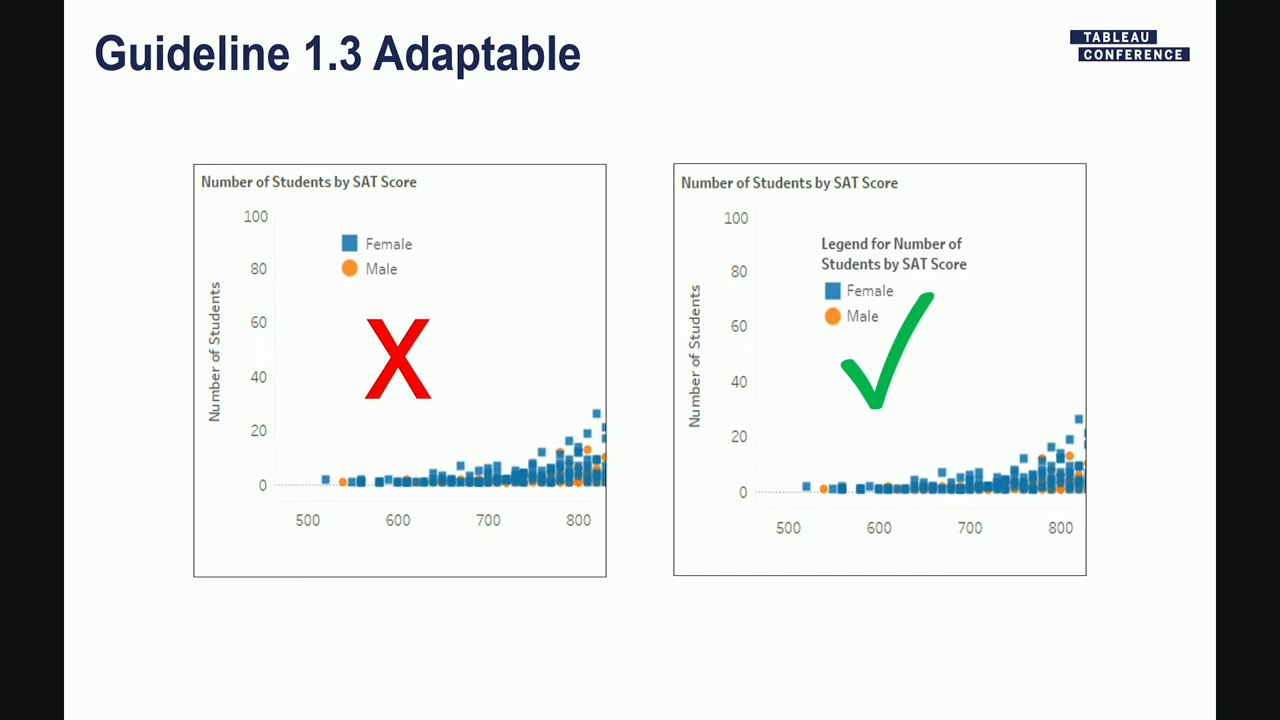 Guideline 1.3 Adaptable
TABLEAU
CONFERENCE
Number of Students by SAT Score
100
80
60
40
20
0
Number of Students
Female
Male
X
500 600 700 800
Number of Students by SAT Score
100
80
60
40
20
0
Number of Students
Legend for Number of
Students by SAT Score
Female
Male
500 600 700 800